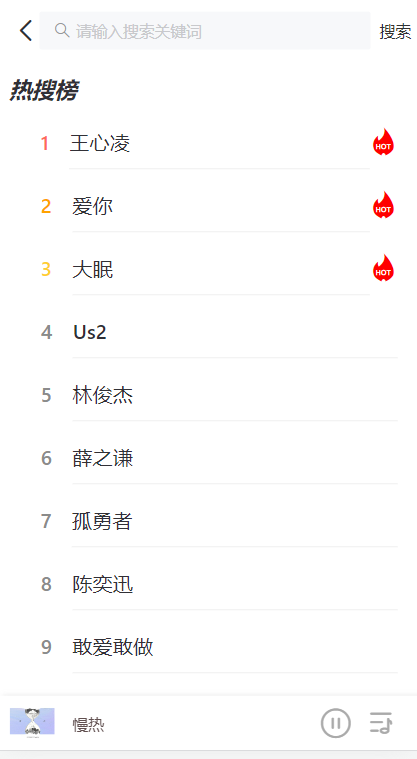 请输入搜索关键词 搜索
热搜榜
1 王心凌 HOT
2 爱你 HOT
3 大眠 HOT
4 Us2
5 林俊杰
6 薛之谦
7 孤勇者
8 陈奕迅
9 敢爱敢做
慢热